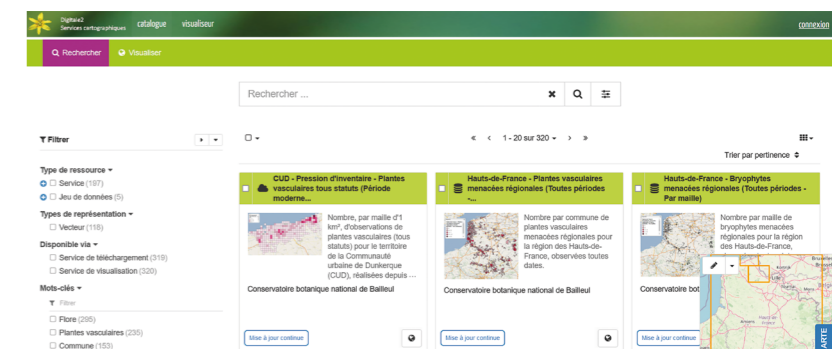 Digitale2
Services cartographiques
catalogue visualiseur
connexion
Rechercher Visualiser
Rechercher ...
Filtrer
1 - 20 sur 320
Trier par pertinence
Type de ressource
Service (197)
Jeu de données (5)
Types de représentation
Vecteur (118)
Disponible via
Service de téléchargement (319)
Service de visualisation (320)
Mots-clés
Filtrer
Flore (295)
Plantes vasculaires (235)
Commune (153)
CUD - Pression d'inventaire - Plantes
vasculaires tous statuts (Période
moderne...
Nombre, par maille d'1
km², d'observations de
plantes vasculaires (tous
statuts) pour le territoire
de la Communauté
urbaine de Dunkerque
(CUD), réalisées depuis ...
Conservatoire botanique national de Bailleul
Mise à jour continue
Hauts-de-France - Plantes vasculaires
menacées régionales (Toutes périodes
-...
Nombre par commune de
plantes vasculaires
menacées régionales pour
la région des Hauts-de-
France, observées toutes
dates.
Conservatoire botanique national de Bailleul
Mise à jour continue
Hauts-de-France - Bryophytes
menacées régionales (Toutes périodes -
Par maille)
Nombre par maille de
bryophytes menacées
régionales pour la région
des Hauts-de-France,
Conservatoire bot
Mise à jour continue
Lille
Amiens
ARTE